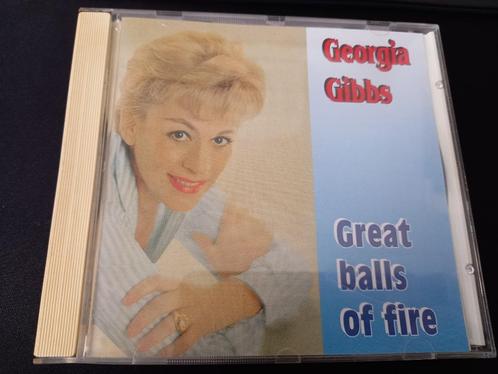 Georgia
Gibbs
Great
balls
of fire